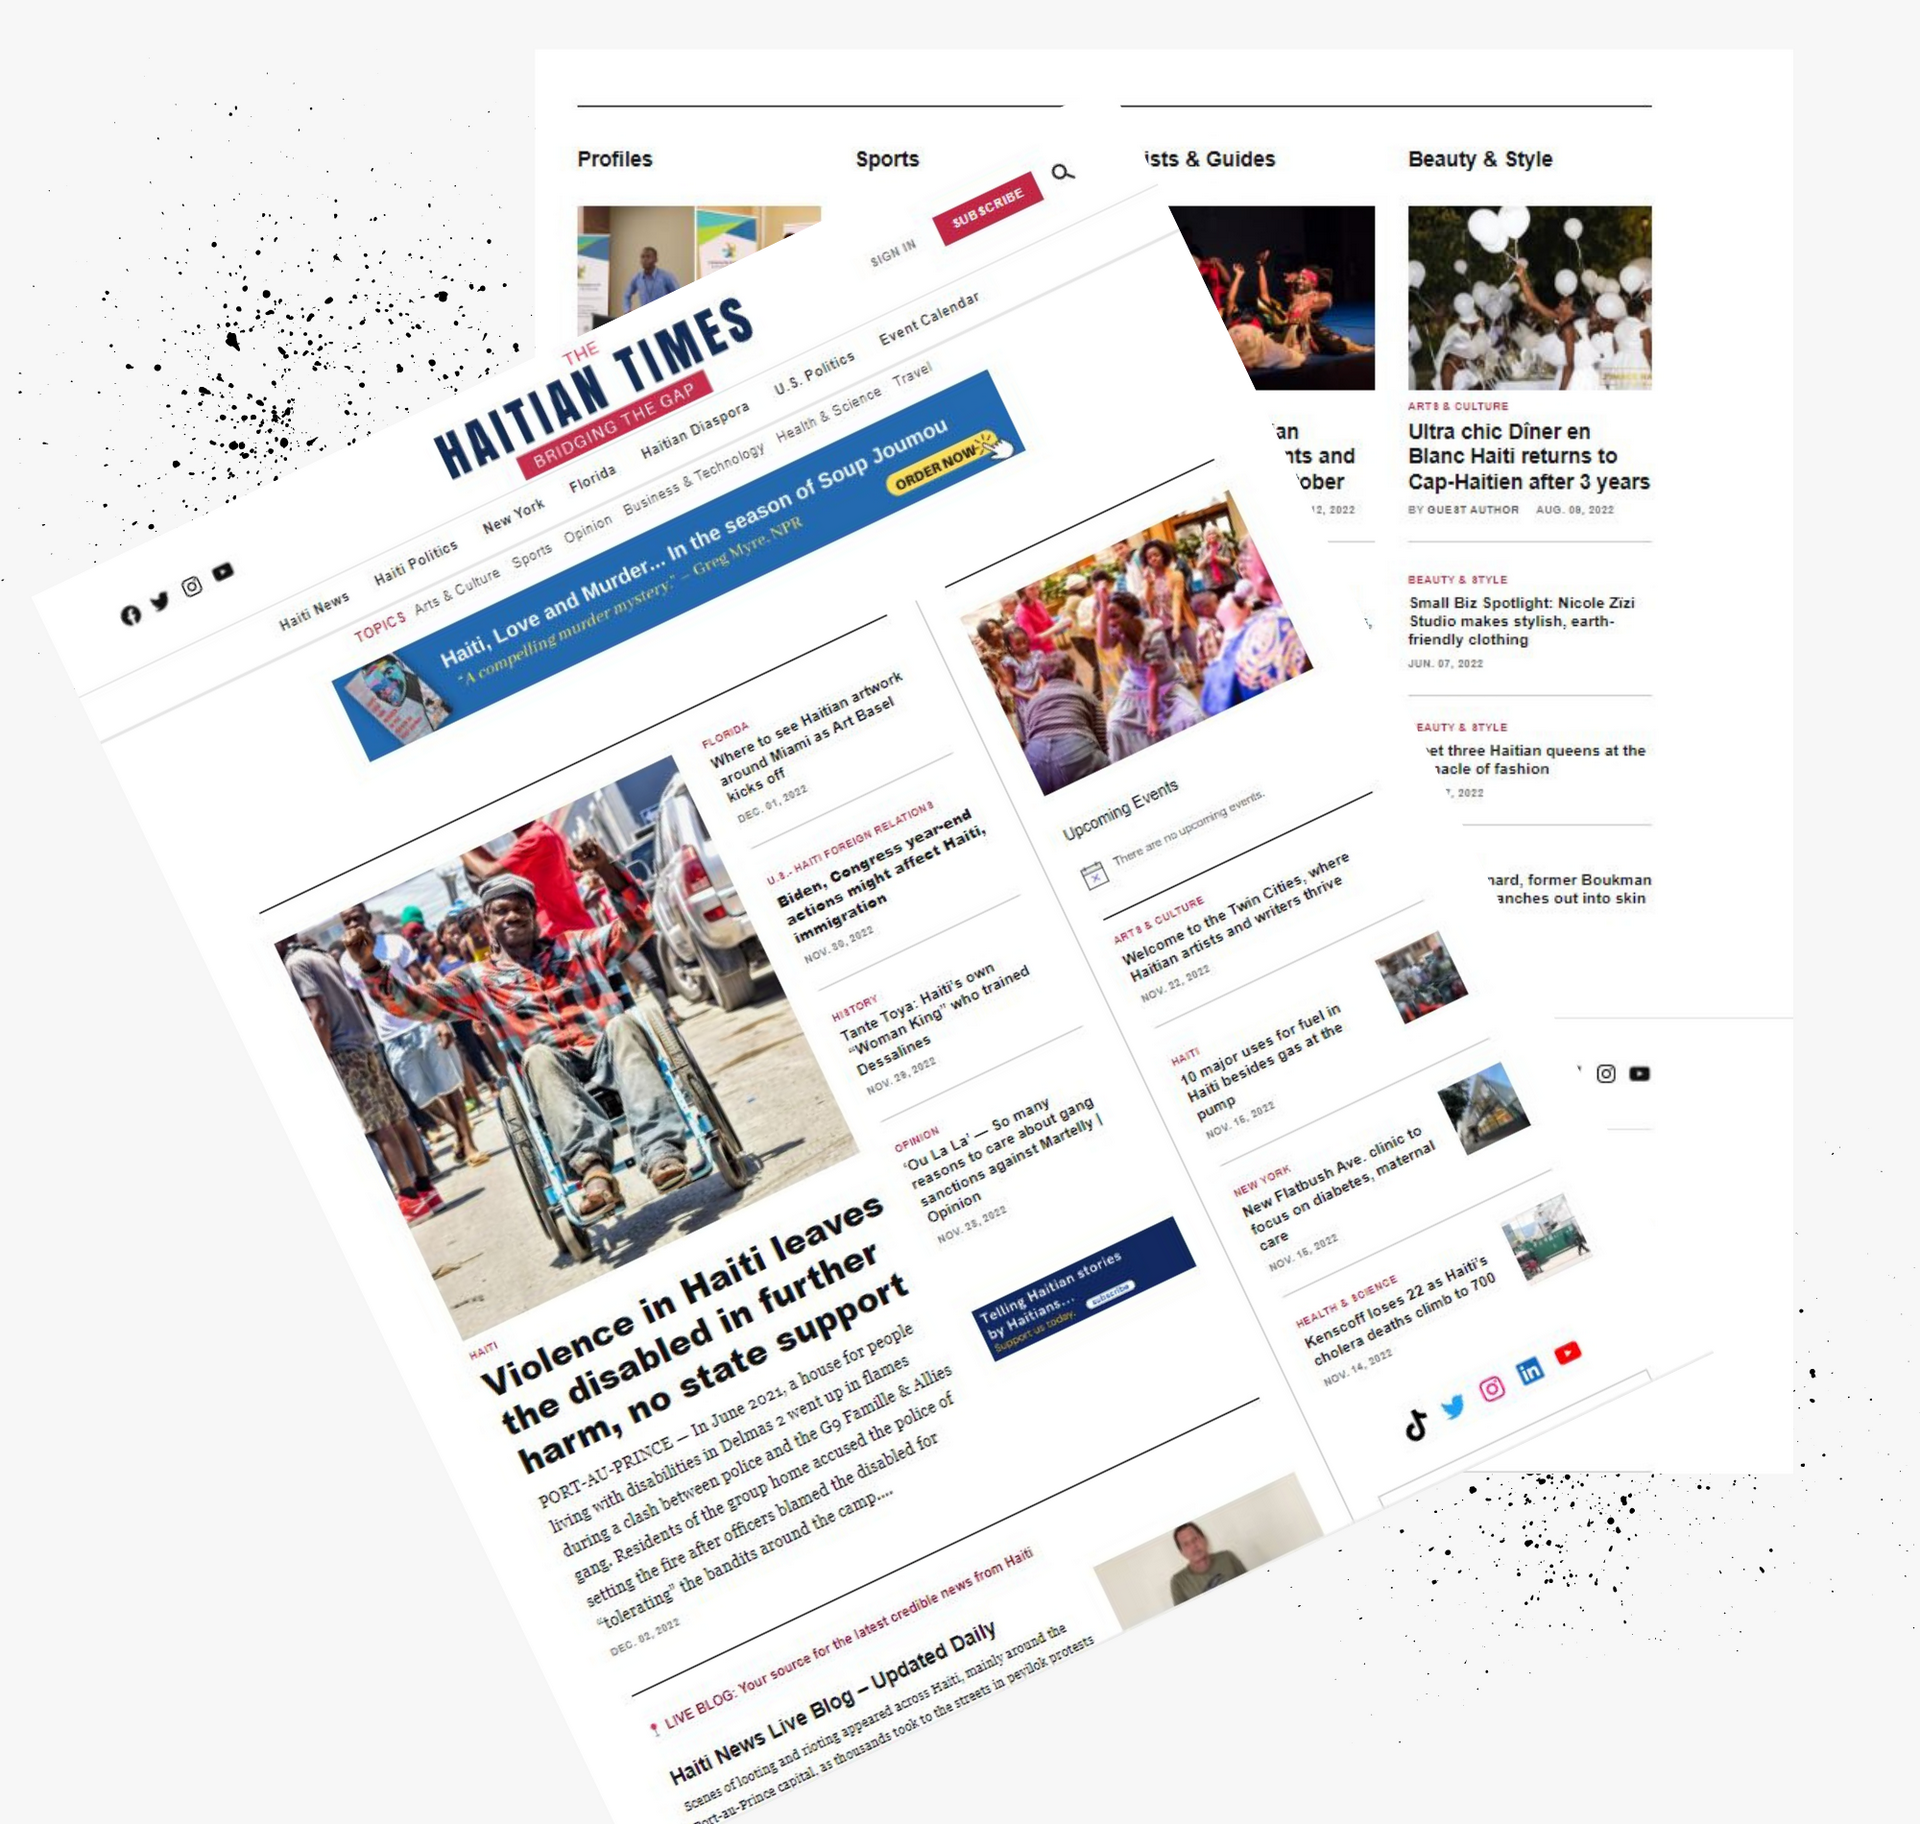 Profiles
Sports
ists & Guides
Beauty & Style
SIGN IN
SUBSCRIBE
THE
HAITIAN TIMES
BRIDGING THE GAP
Haiti News
Haiti Politics
New York
Florida
Haitian Diaspora
U.S. Politics
Event Calendar
TOPICS
Arts & Culture
Sports
Opinion
Business & Technology
Health & Science
Travel
Haiti, Love and Murder... In the season of Soup Joumou
“A compelling murder mystery.” – Greg Myre. NPR
ORDER NOW
HAITI
Violence in Haiti leaves
the disabled in further
harm, no state support
PORT-AU-PRINCE — In June 2021, a house for people
living with disabilities in Delmas 2 went up in flames
during a clash between police and the G9 Famille & Allies
gang. Residents of the group home accused the police of
setting the fire after officers blamed the disabled for
“tolerating” the bandits around the camp....
DEC. 02, 2022
FLORIDA
Where to see Haitian artwork
around Miami as Art Basel
kicks off
DEC. 01, 2022
U.S.- HAITI FOREIGN RELATIONS
Biden, Congress year-end
actions might affect Haiti,
immigration
NOV. 30, 2022
HISTORY
Tante Toya: Haiti’s own
“Woman King” who trained
Dessalines
NOV. 29, 2022
OPINION
‘Ou La La’ — So many
reasons to care about gang
sanctions against Martelly |
Opinion
NOV. 23, 2022
Telling Haitian stories
by Haitians...
Support us today.
subscribe
Upcoming Events
There are no upcoming events.
ARTS & CULTURE
Welcome to the Twin Cities, where
Haitian artists and writers thrive
NOV. 22, 2022
HAITI
10 major uses for fuel in
Haiti besides gas at the
pump
NOV. 15, 2022
NEW YORK
New Flatbush Ave. clinic to
focus on diabetes, maternal
care
NOV. 15, 2022
HEALTH & SCIENCE
Kenscoff loses 22 as Haiti’s
cholera deaths climb to 700
NOV. 14, 2022
LIVE BLOG: Your source for the latest credible news from Haiti
Haiti News Live Blog – Updated Daily
Scenes of looting and rioting appeared across Haiti, mainly around the
Port-au-Prince capital, as thousands took to the streets in peyilok protests
an
nts and
ober
12, 2022
ARTS & CULTURE
Ultra chic Dîner en
Blanc Haiti returns to
Cap-Haitien after 3 years
BY GUEST AUTHOR AUG. 09, 2022
BEAUTY & STYLE
Small Biz Spotlight: Nicole Zïzi
Studio makes stylish, earth-
friendly clothing
JUN. 07, 2022
EAUTY & STYLE
et three Haitian queens at the
nacle of fashion
7, 2022
nard, former Boukman
anches out into skin